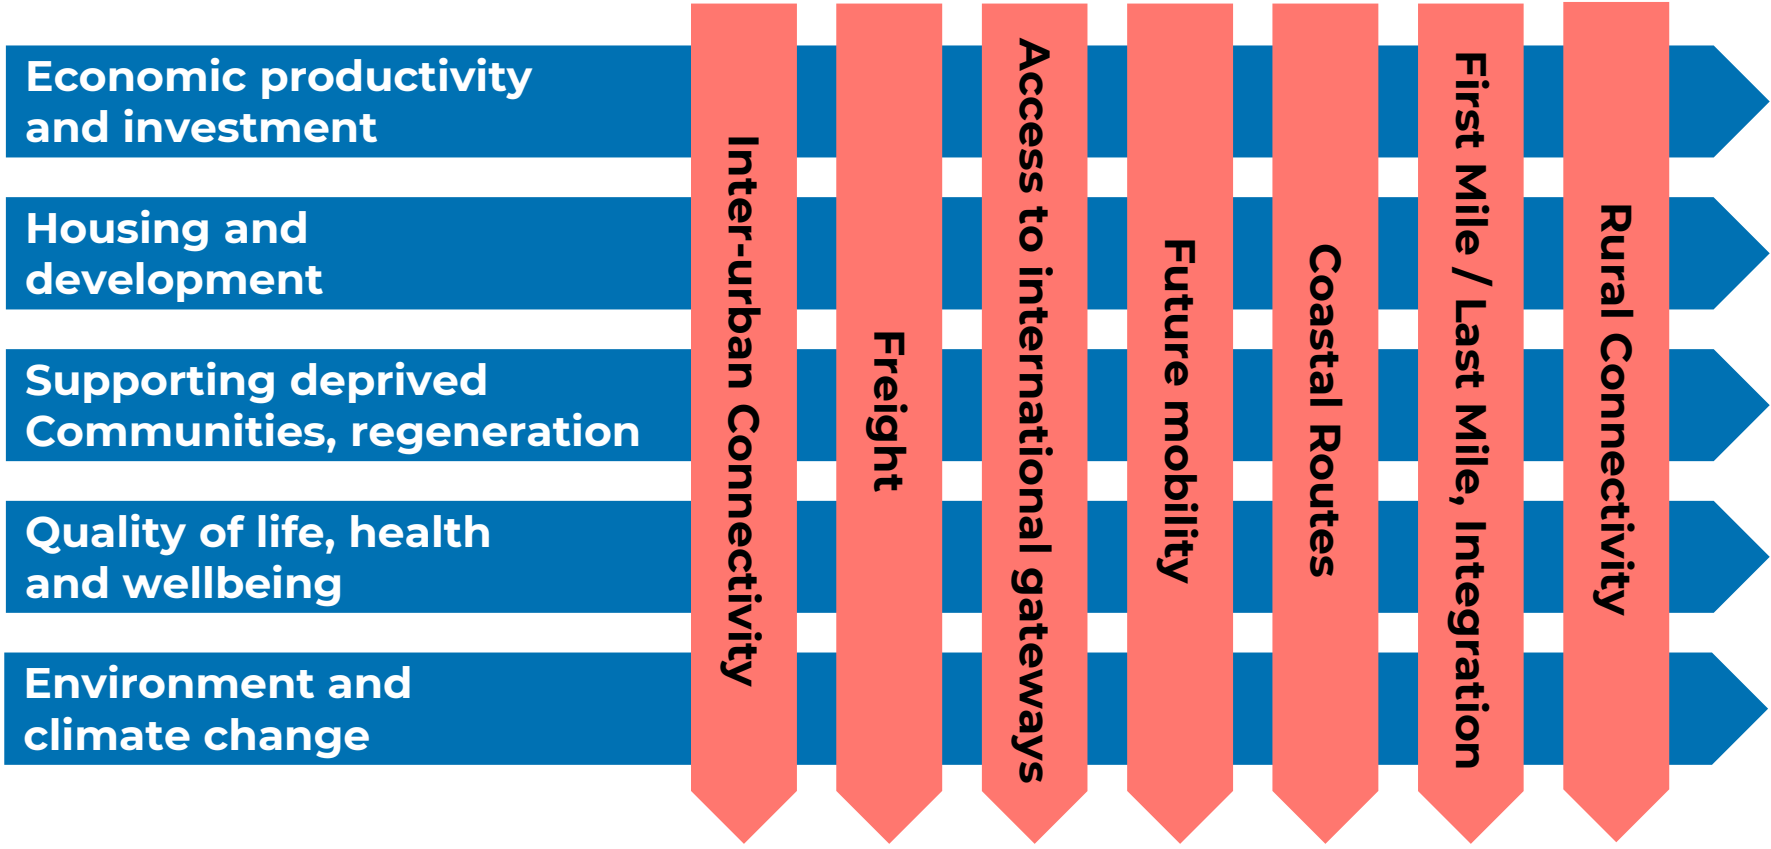 Economic productivity
and investment
Housing and
development
Supporting deprived
Communities, regeneration
Quality of life, health
and wellbeing
Environment and
climate change
Inter-urban Connectivity
Freight
Access to international gateways
Future mobility
Coastal Routes
First Mile / Last Mile, Integration
Rural Connectivity